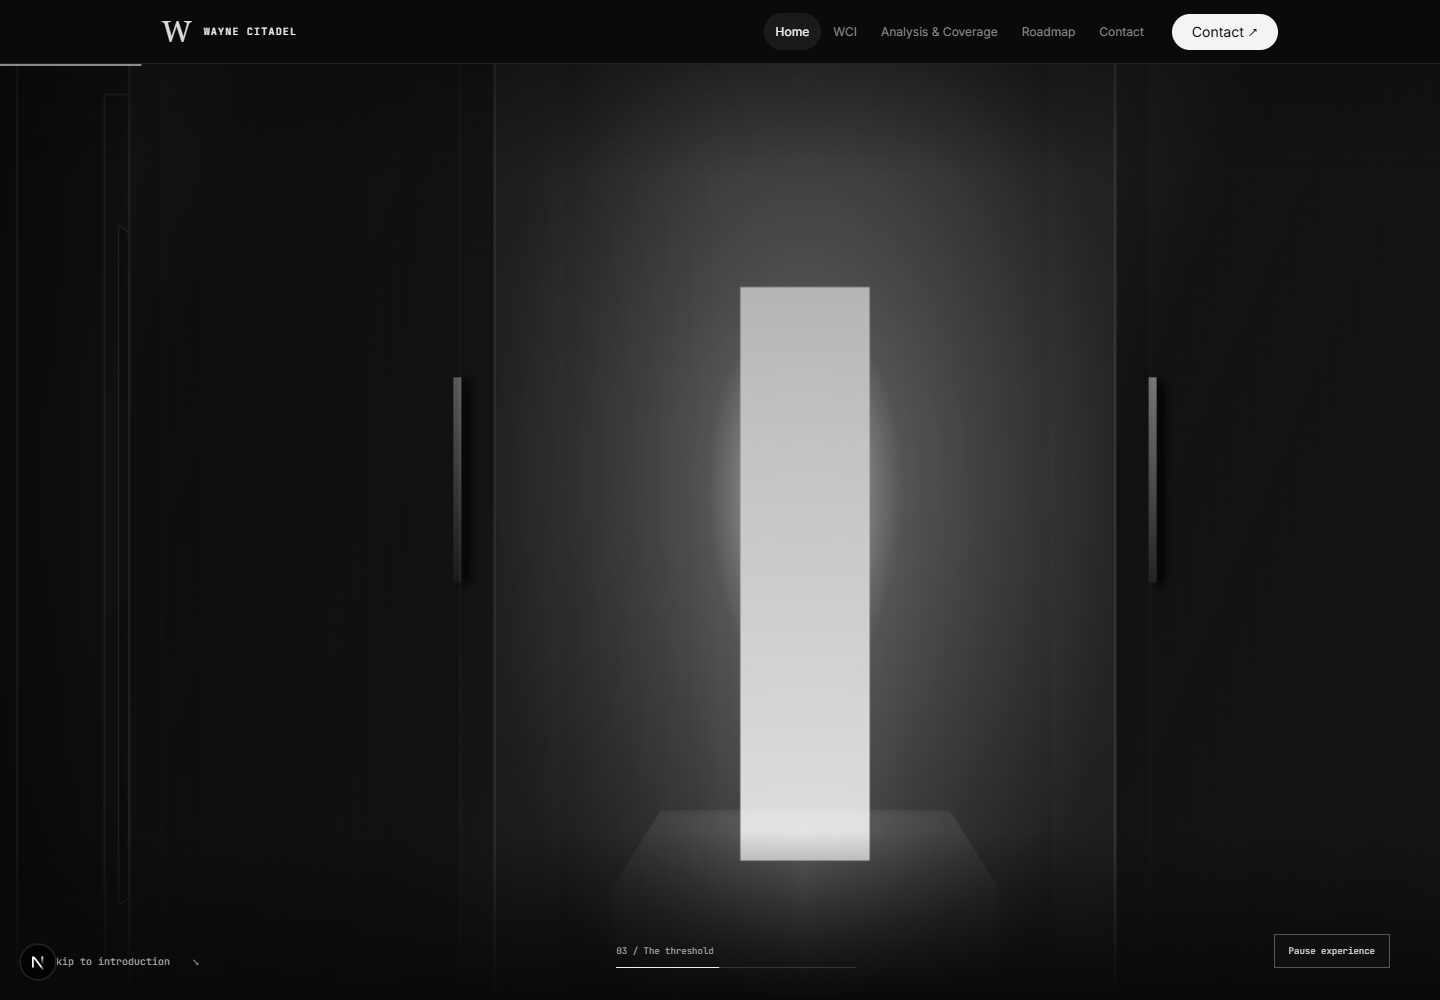 W WAYNE CITADEL
Home WCI Analysis & Coverage Roadmap Contact Contact ↗
03 / The threshold
Pause experience
N kip to introduction ↘